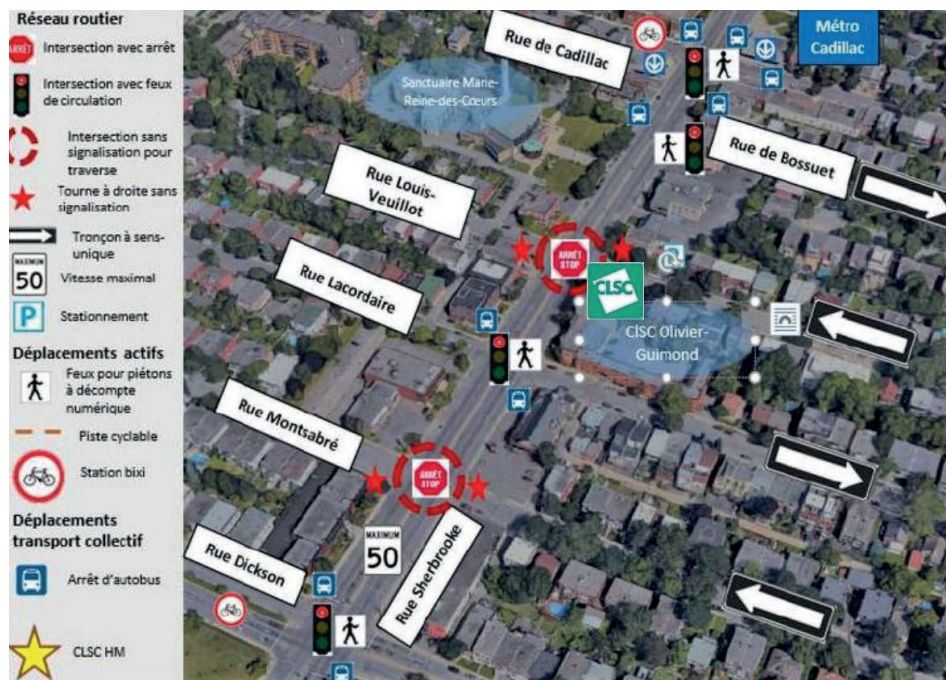 Réseau routier
ARRÊT
Intersection avec arrêt
Intersection avec feux
de circulation
Intersection sans
signalisation pour
traverse
Tourne à droite sans
signalisation
Tronçon à sens-
unique
MAXIMUM
50
Vitesse maximal
P
Stationnement
Déplacements actifs
Feux pour piétons
à décompte
numérique
Piste cyclable
Station bixi
Déplacements
transport collectif
Arrêt d'autobus
CLSC HM
Métro
Cadillac
Rue de Cadillac
Sanctuaire Marie-
Reine-des-Cœurs
Rue de Bossuet
Rue Louis-
Veuillot
ARRÊT
STOP
CLSC
Rue Lacordaire
ClSC Olivier-
Guimond
Rue Montsabré
ARRÊT
STOP
MAXIMUM
50
Rue Sherbrooke
Rue Dickson